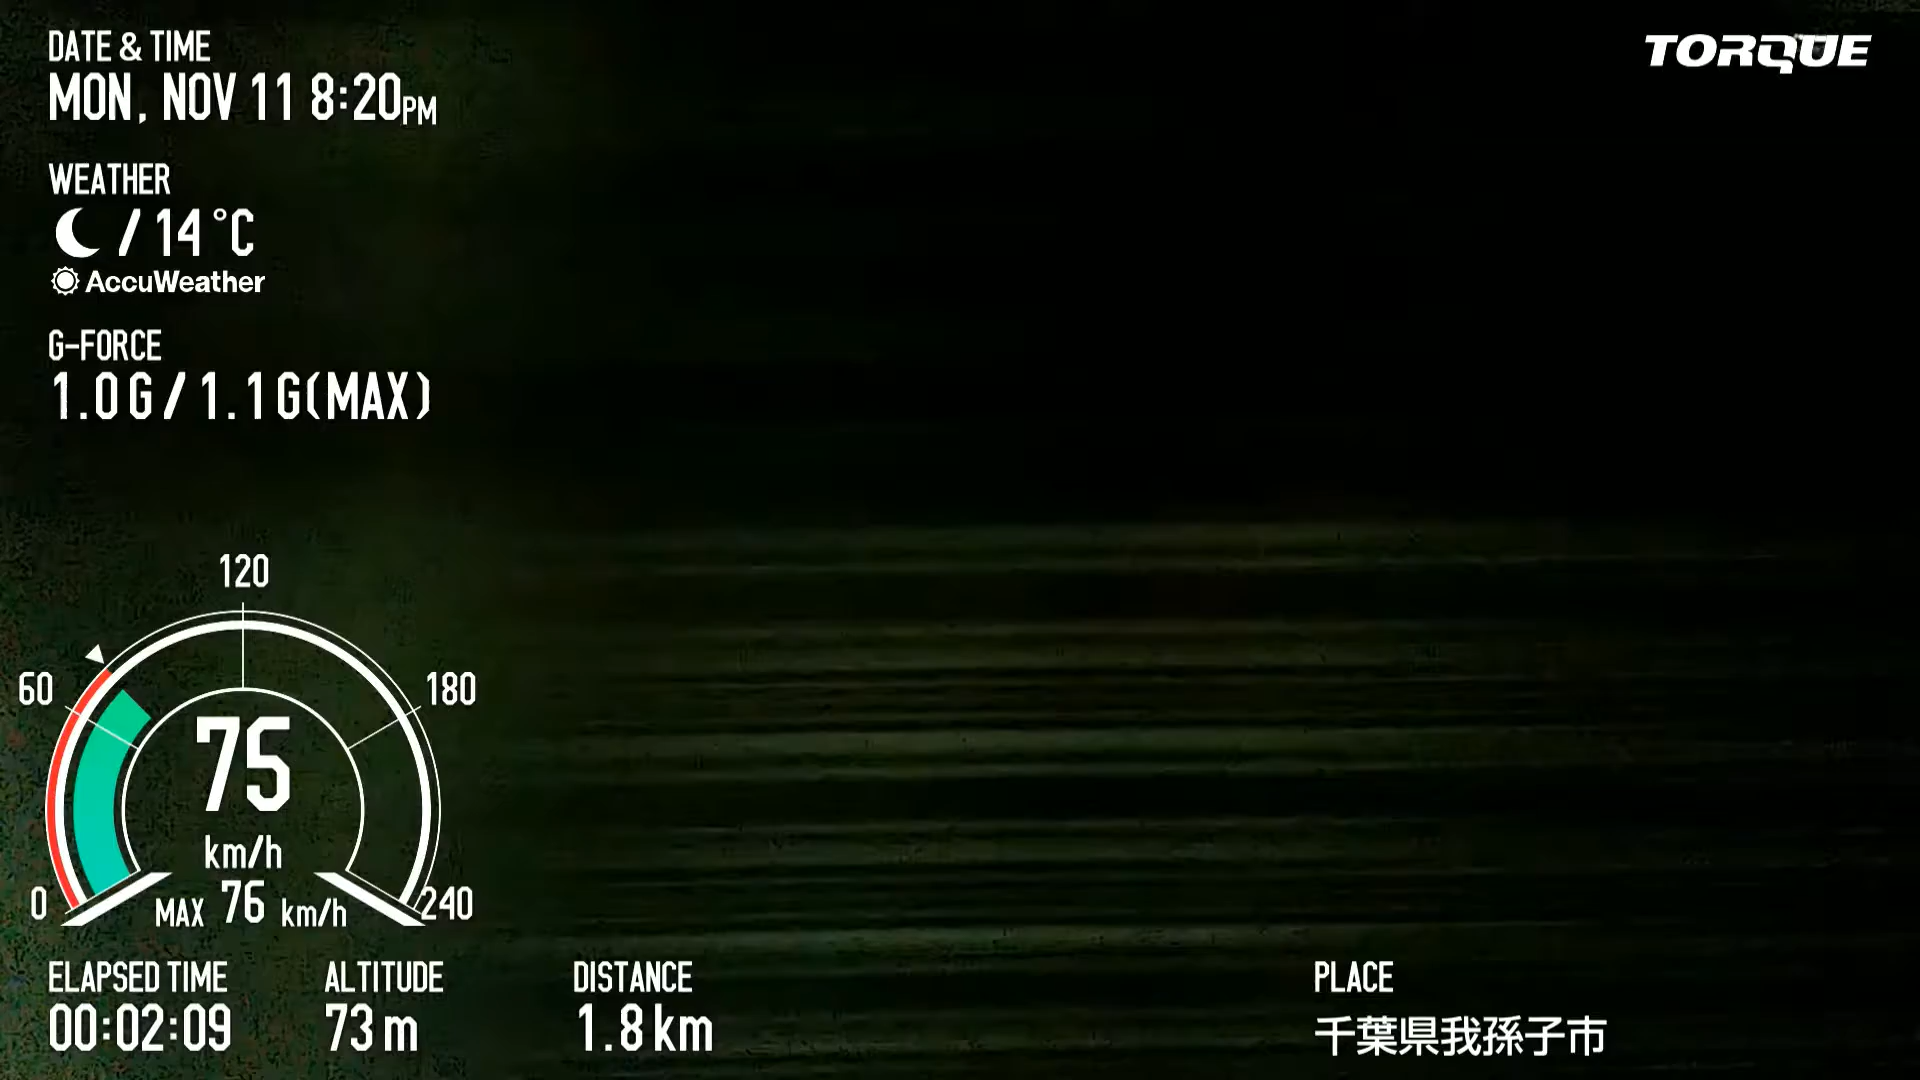 DATE & TIME
MON, NOV 11 8:20PM
TORQUE
WEATHER
/ 14°C
AccuWeather
G-FORCE
1.0G / 1.1G(MAX)
120
60
180
75
km/h
0
MAX 76 km/h
240
ELAPSED TIME
00:02:09
ALTITUDE
73 m
DISTANCE
1.8 km
PLACE
千葉県我孫子市